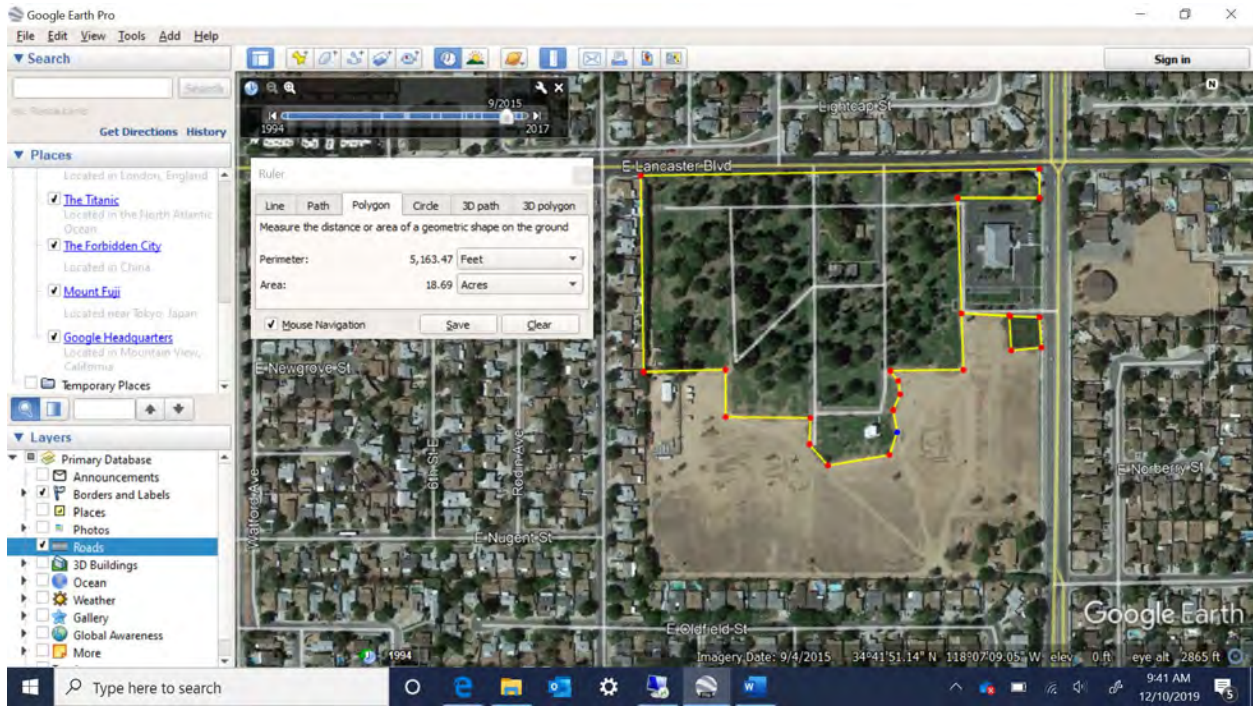 Google Earth Pro
File Edit View Tools Add Help
Sign in
▼ Search
Search
Get Directions History
▼ Places
Located in London, England
The Titanic
Located in the North Atlantic
Ocean
The Forbidden City
Located in China
Mount Fuji
Located near Tokyo, Japan
Google Headquarters
Located in Mountain View,
California
Temporary Places
▼ Layers
Primary Database
Announcements
Borders and Labels
Places
Photos
Roads
3D Buildings
Ocean
Weather
Gallery
Global Awareness
More
9/2015
1994 2017
Ruler
Line Path Polygon Circle 3D path 3D polygon
Measure the distance or area of a geometric shape on the ground
Perimeter: 5,163.47 Feet
Area: 18.69 Acres
Mouse Navigation Save Clear
N
Lightcap St
E Lancaster Blvd
E Newgrove St
6th St E
Rodin Ave
Watford Ave
E Nugent St
E Norberry St
E Oldfield St
Google Earth
1994
Imagery Date: 9/4/2015 34°41'51.14" N 118°07'09.05" W elev 0 ft eye alt 2865 ft
Type here to search
9:41 AM
12/10/2019
5